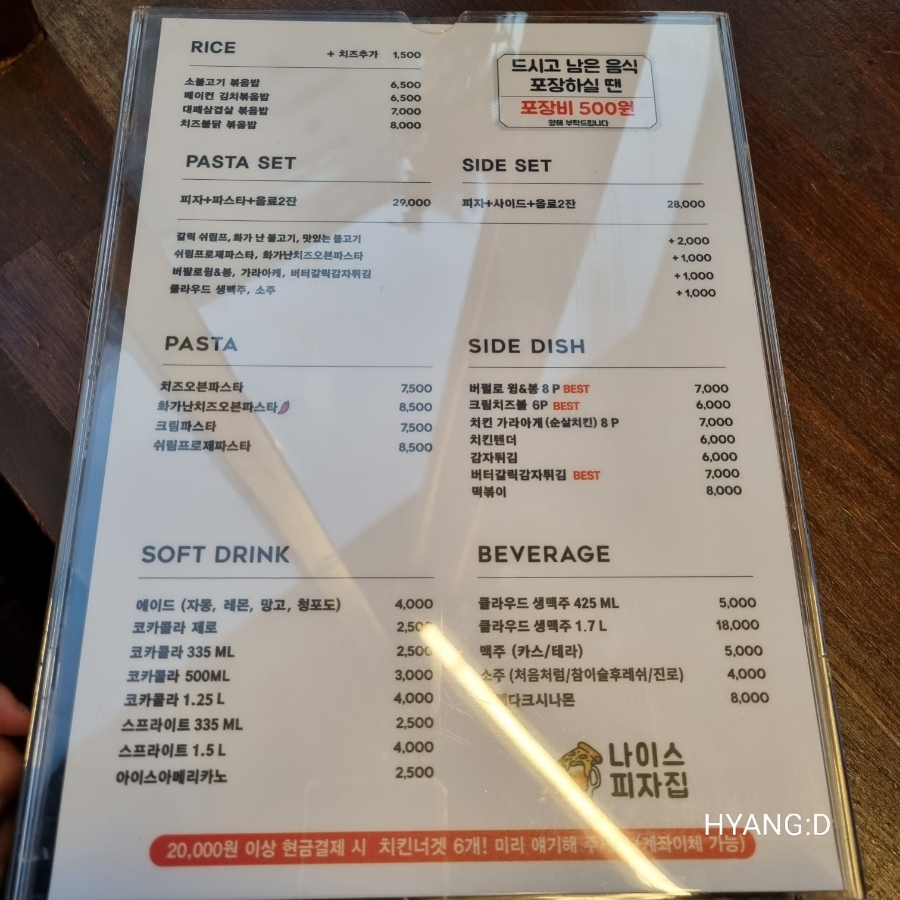 RICE
+ 치즈추가 1,500
소불고기 볶음밥 6,500
베이컨 김치볶음밥 6,500
대패삼겹살 볶음밥 7,000
치즈불닭 볶음밥 8,000
드시고 남은 음식
포장하실 땐
포장비 500원
양해 부탁드립니다
PASTA SET
피자+파스타+음료2잔 29,000
SIDE SET
피자+사이드+음료2잔 28,000
갈릭 쉬림프, 화가 난 불고기, 맛있는 불고기 +2,000
쉬림프로제파스타, 화가난치즈오븐파스타 +1,000
버팔로윙&봉, 가라아케, 버터갈릭감자튀김 +1,000
클라우드 생맥주, 소주 +1,000
PASTA
치즈오븐파스타 7,500
화가난치즈오븐파스타 8,500
크림파스타 7,500
쉬림프로제파스타 8,500
SIDE DISH
버펄로 윙&봉 8 P BEST 7,000
크림치즈볼 6P BEST 6,000
치킨 가라아게 (순살치킨) 8 P 7,000
치킨텐더 6,000
감자튀김 6,000
버터갈릭감자튀김 BEST 7,000
떡볶이 8,000
SOFT DRINK
에이드 (자몽, 레몬, 망고, 청포도) 4,000
코카콜라 제로 2,500
코카콜라 335 ML 2,500
코카콜라 500ML 3,000
코카콜라 1.25 L 4,000
스프라이트 335 ML 2,500
스프라이트 1.5 L 4,000
아이스아메리카노 2,500
BEVERAGE
클라우드 생맥주 425 ML 5,000
클라우드 생맥주 1.7 L 18,000
맥주 (카스/테라) 5,000
소주 (처음처럼/참이슬후레쉬/진로) 4,000
8,000
나이스
피자집
HYANG:D
20,000원 이상 현금결제 시 치킨너겟 6개! 미리 얘기해 가능)